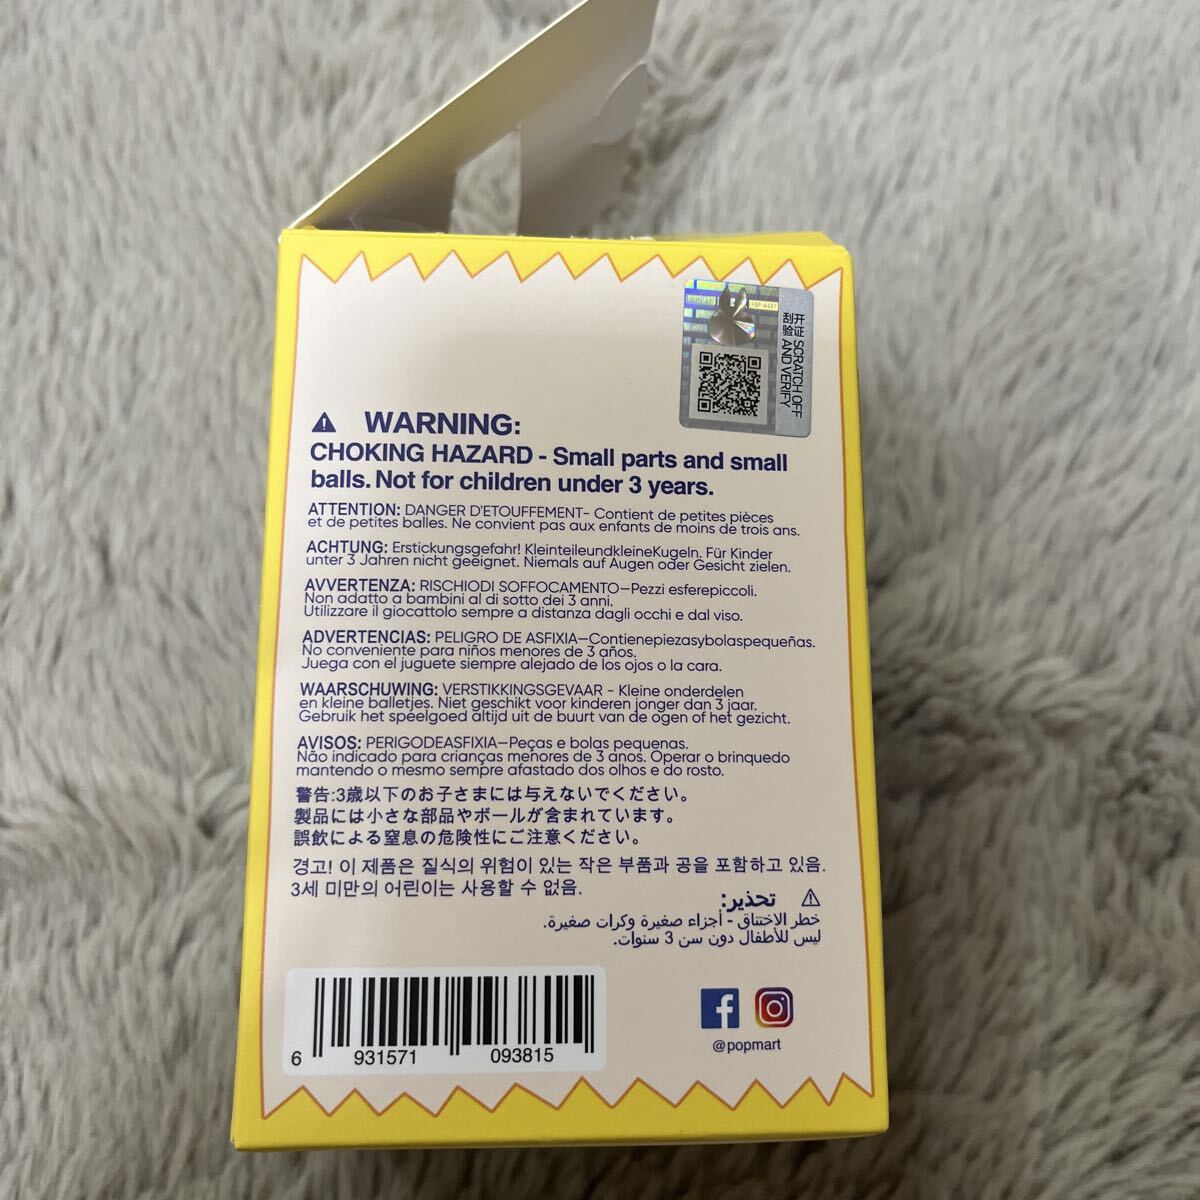 POP MART
开证 SCRATCH OFF
刮验 AND VERIFY
WARNING:
CHOKING HAZARD - Small parts and small
balls. Not for children under 3 years.
ATTENTION: DANGER D'ETOUFFEMENT- Contient de petites pièces
et de petites balles. Ne convient pas aux enfants de moins de trois ans.
ACHTUNG: Erstickungsgefahr! KleinteileundkleineKugeln. Für Kinder
unter 3 Jahren nicht geeignet. Niemals auf Augen oder Gesicht zielen.
AVVERTENZA: RISCHIODI SOFFOCAMENTO—Pezzi esferepiccoli.
Non adatto a bambini al di sotto dei 3 anni.
Utilizzare il giocattolo sempre a distanza dagli occhi e dal viso.
ADVERTENCIAS: PELIGRO DE ASFIXIA—Contienepiezasybolaspequeñas.
No conveniente para niños menores de 3 años.
Juega con el juguete siempre alejado de los ojos o la cara.
WAARSCHUWING: VERSTIKKINGSGEVAAR - Kleine onderdelen
en kleine balletjes. Niet geschikt voor kinderen jonger dan 3 jaar.
Gebruik het speelgoed altijd uit de buurt van de ogen of het gezicht.
AVISOS: PERIGODEASFIXIA—Peças e bolas pequenas.
Não indicado para crianças menores de 3 anos. Operar o brinquedo
mantendo o mesmo sempre afastado dos olhos e do rosto.
警告:3歳以下のお子さまには与えないでください。
製品には小さな部品やボールが含まれています。
誤飲による窒息の危険性にご注意ください。
경고! 이 제품은 질식의 위험이 있는 작은 부품과 공을 포함하고 있음.
3세 미만의 어린이는 사용할 수 없음.
تحذير:
خطر الاختناق - أجزاء صغيرة وكرات صغيرة.
ليس للأطفال دون سن 3 سنوات.
6 931571 093815
@popmart